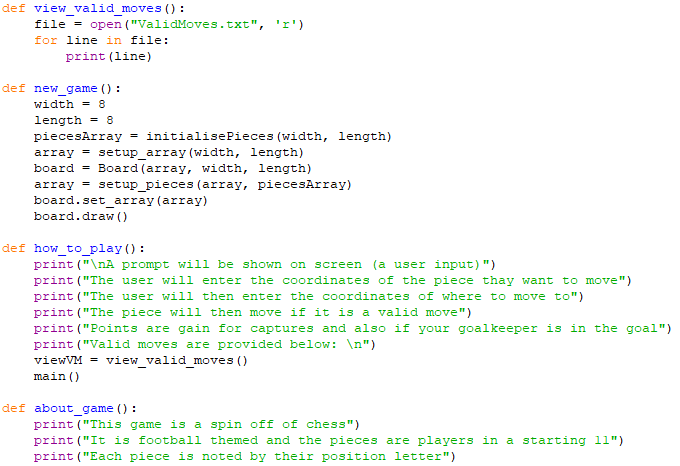 def view_valid_moves():
    file = open("ValidMoves.txt", 'r')
    for line in file:
        print(line)

def new_game():
    width = 8
    length = 8
    piecesArray = initialisePieces(width, length)
    array = setup_array(width, length)
    board = Board(array, width, length)
    array = setup_pieces(array, piecesArray)
    board.set_array(array)
    board.draw()

def how_to_play():
    print("\nA prompt will be shown on screen (a user input)")
    print("The user will enter the coordinates of the piece thay want to move")
    print("The user will then enter the coordinates of where to move to")
    print("The piece will then move if it is a valid move")
    print("Points are gain for captures and also if your goalkeeper is in the goal")
    print("Valid moves are provided below: \n")
    viewVM = view_valid_moves()
    main()

def about_game():
    print("This game is a spin off of chess")
    print("It is football themed and the pieces are players in a starting 11")
    print("Each piece is noted by their position letter")